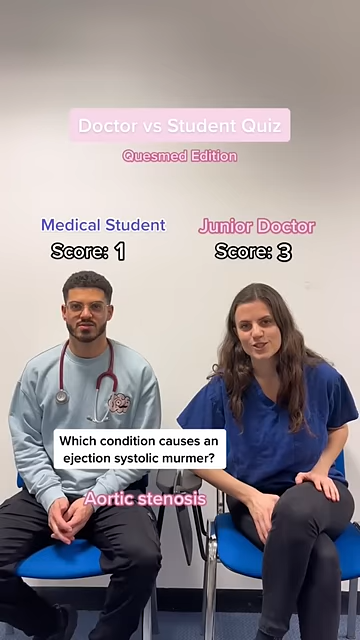 Doctor vs Student Quiz
Quesmed Edition
Medical Student
Junior Doctor
Score: 1
Score: 3
Which condition causes an
ejection systolic murmer?
Aortic stenosis